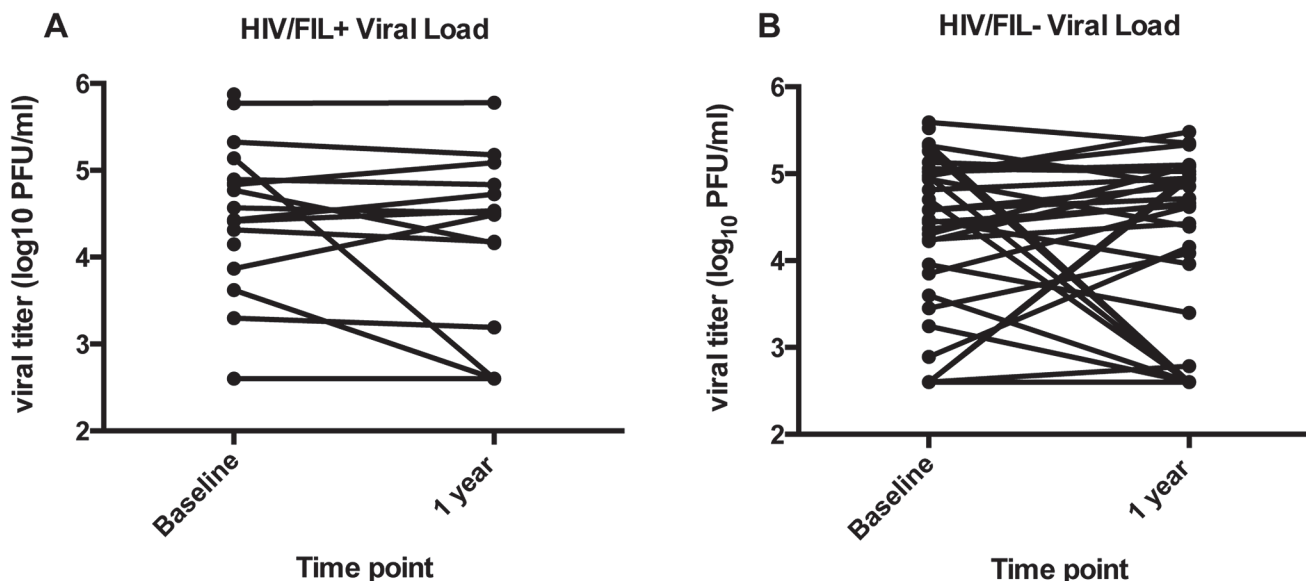 A
HIV/FIL+ Viral Load
viral titer (log10 PFU/ml)
6
5
4
3
2
Baseline
1 year
Time point
B
HIV/FIL- Viral Load
viral titer (log₁₀ PFU/ml)
6
5
4
3
2
Baseline
1 year
Time point